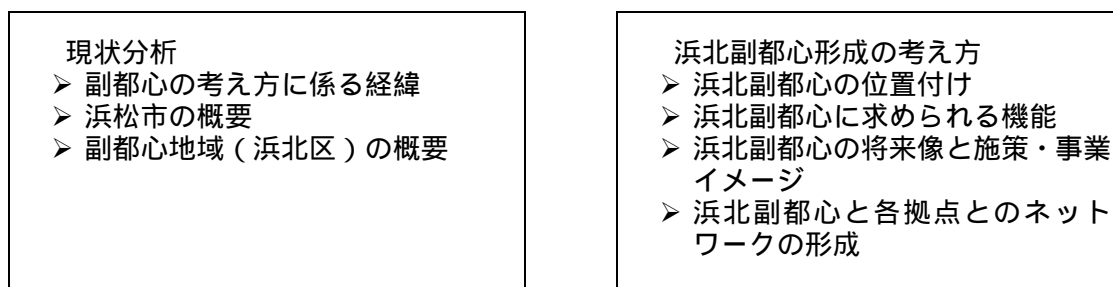 現状分析
➢ 副都心の考え方に係る経緯
➢ 浜松市の概要
➢ 副都心地域(浜北区)の概要
浜北副都心形成の考え方
➢ 浜北副都心の位置付け
➢ 浜北副都心に求められる機能
➢ 浜北副都心の将来像と施策・事業
イメージ
➢ 浜北副都心と各拠点とのネット
ワークの形成